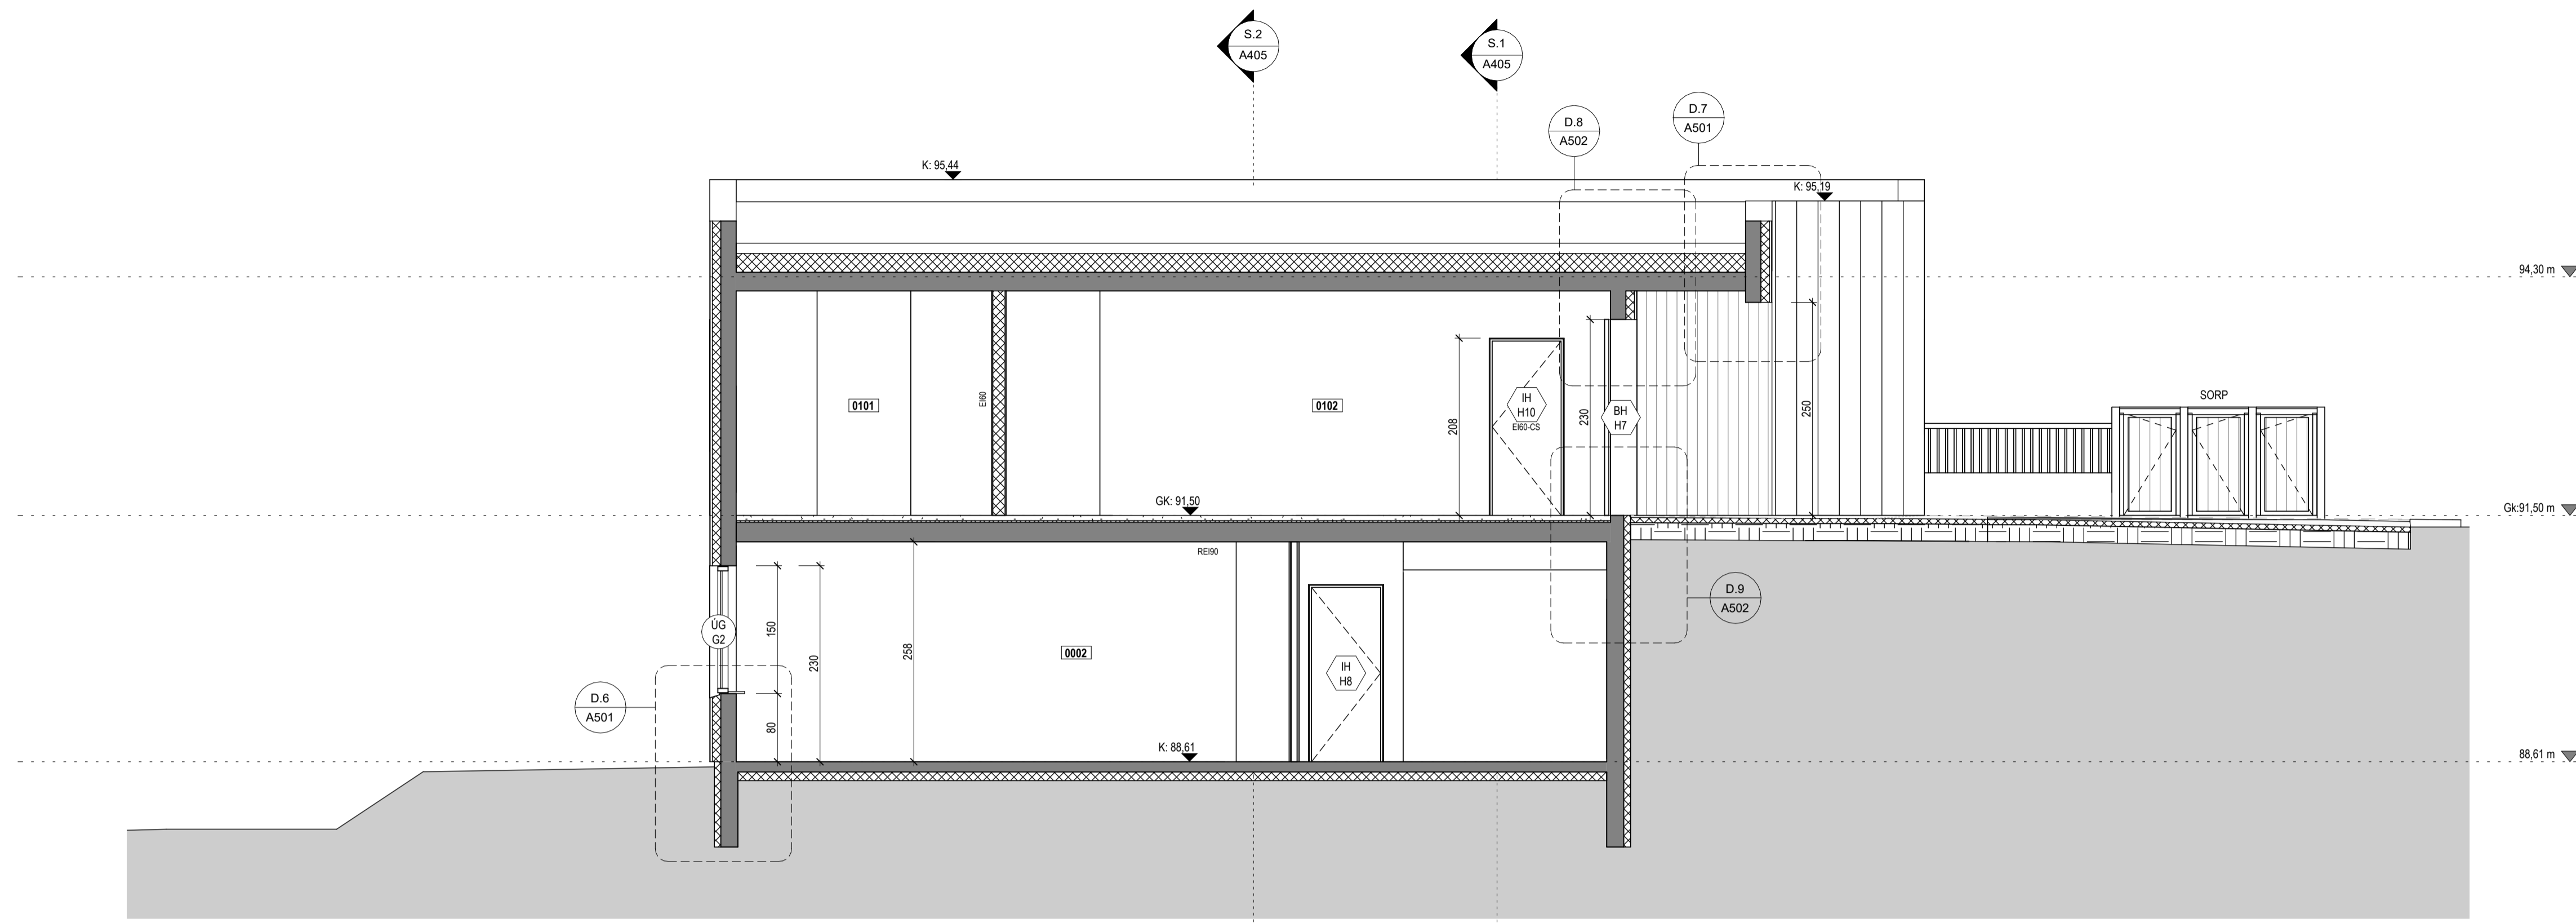 S.2
A405
S.1
A405
D.7
A501
D.8
A502
K: 95,44
K: 95,19
94,30 m
SORP
0101
EI60
0102
208
IH
H10
EI60-CS
230
BH
H7
250
GK: 91,50
Gk:91,50 m
REI90
D.9
A502
ÚG
G2
150
230
258
0002
IH
H8
D.6
A501
80
K: 88,61
88,61 m